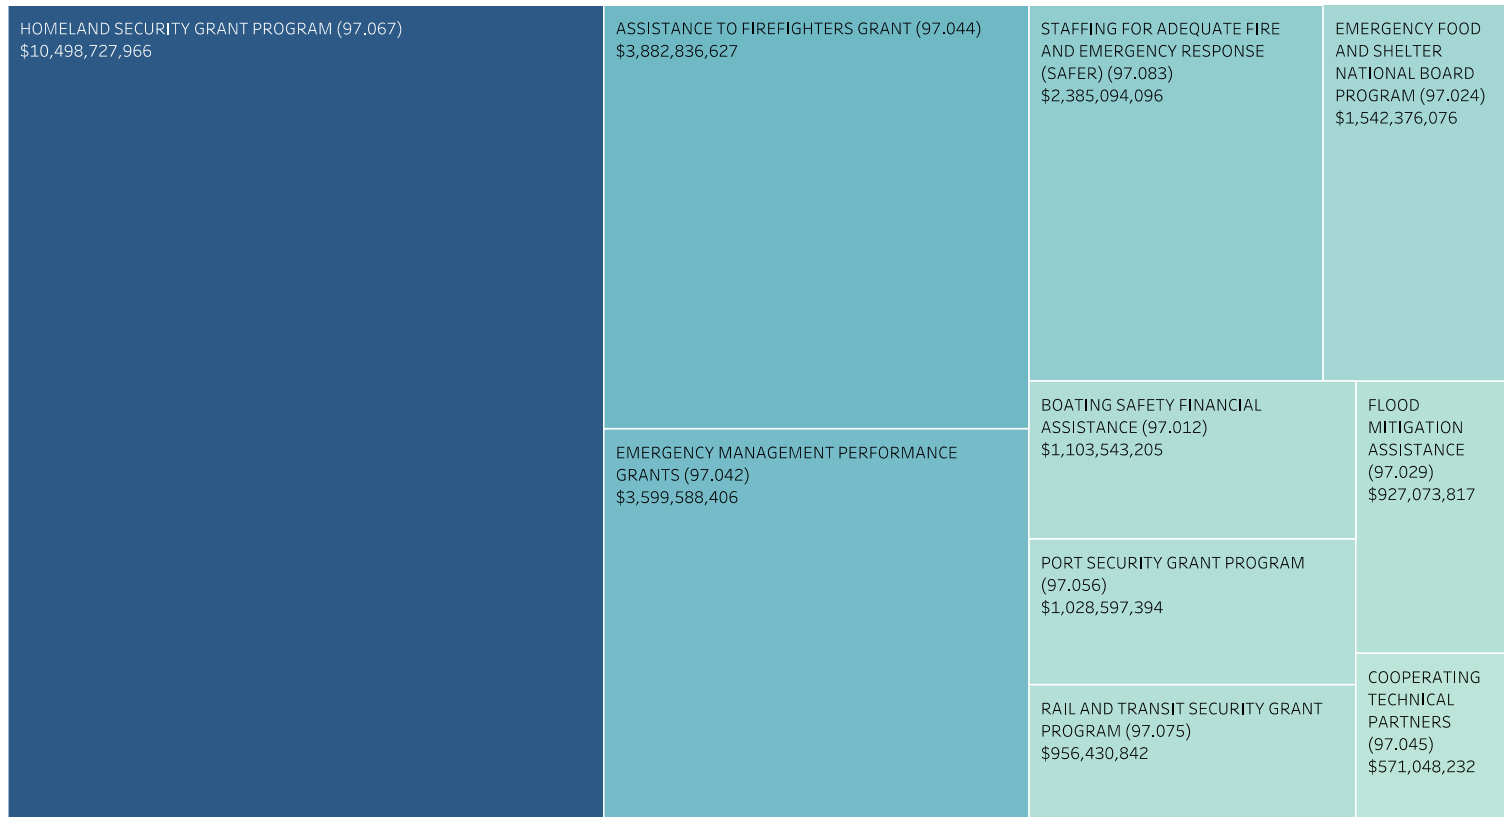 HOMELAND SECURITY GRANT PROGRAM (97.067)
$10,498,727,966
ASSISTANCE TO FIREFIGHTERS GRANT (97.044)
$3,882,836,627
EMERGENCY MANAGEMENT PERFORMANCE
GRANTS (97.042)
$3,599,588,406
STAFFING FOR ADEQUATE FIRE
AND EMERGENCY RESPONSE
(SAFER) (97.083)
$2,385,094,096
EMERGENCY FOOD
AND SHELTER
NATIONAL BOARD
PROGRAM (97.024)
$1,542,376,076
BOATING SAFETY FINANCIAL
ASSISTANCE (97.012)
$1,103,543,205
PORT SECURITY GRANT PROGRAM
(97.056)
$1,028,597,394
RAIL AND TRANSIT SECURITY GRANT
PROGRAM (97.075)
$956,430,842
FLOOD
MITIGATION
ASSISTANCE
(97.029)
$927,073,817
COOPERATING
TECHNICAL
PARTNERS
(97.045)
$571,048,232